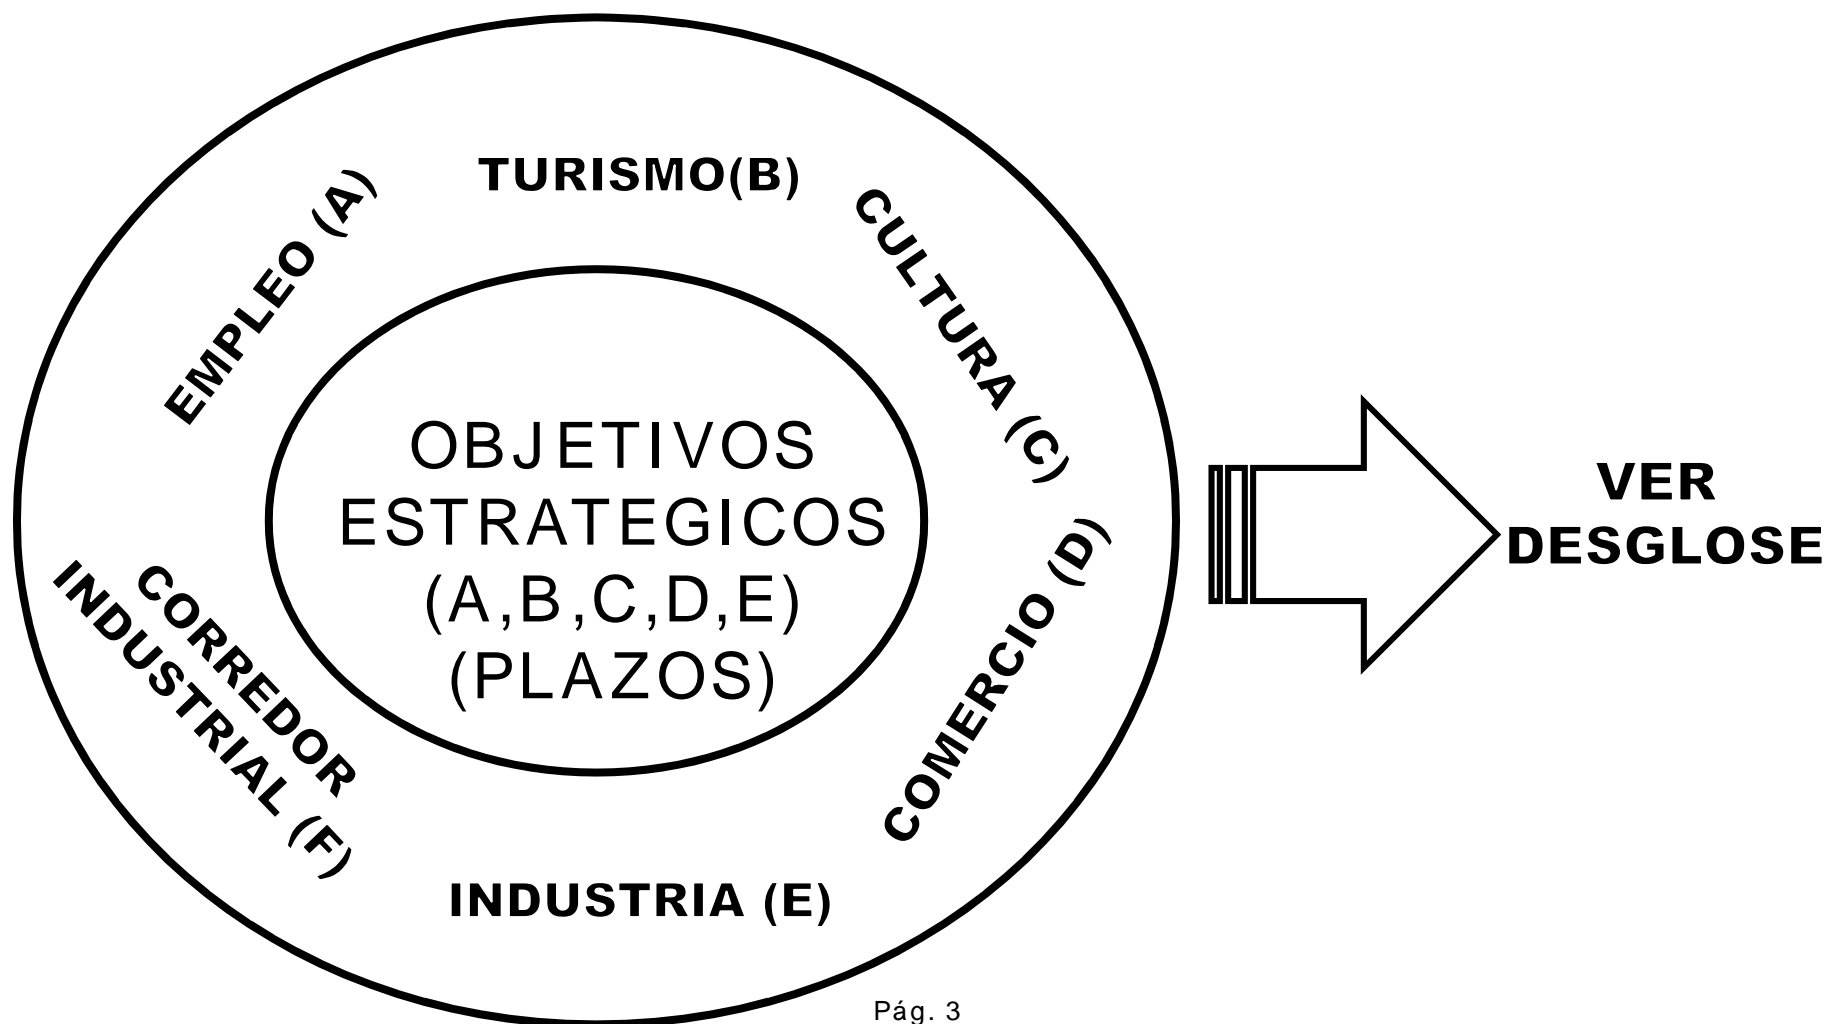 EMPLEO (A)
TURISMO(B)
CULTURA (C)
COMERCIO (D)
INDUSTRIA (E)
CORREDOR
INDUSTRIAL (F)
OBJETIVOS
ESTRATEGICOS
(A,B,C,D,E)
(PLAZOS)
VER
DESGLOSE
Pág. 3